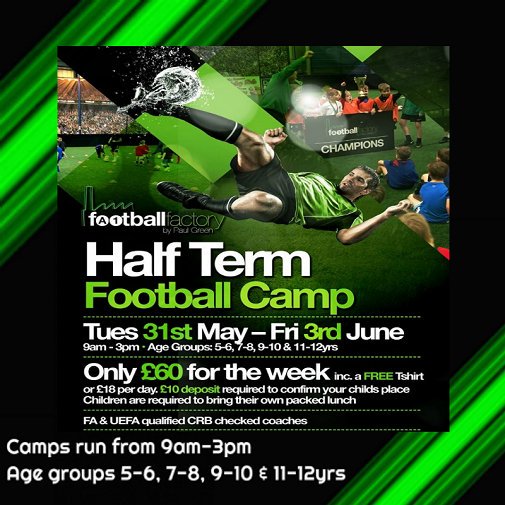 football
CHAMPIONS
footballfactory
by Paul Green
Half Term
Football Camp
Tues 31st May – Fri 3rd June
9am - 3pm · Age Groups: 5-6, 7-8, 9-10 & 11-12yrs
Only £60 for the week inc. a FREE Tshirt
or £18 per day. £10 deposit required to confirm your childs place
Children are required to bring their own packed lunch
FA & UEFA qualified CRB checked coaches
Camps run from 9am-3pm
Age groups 5-6, 7-8, 9-10 & 11-12yrs